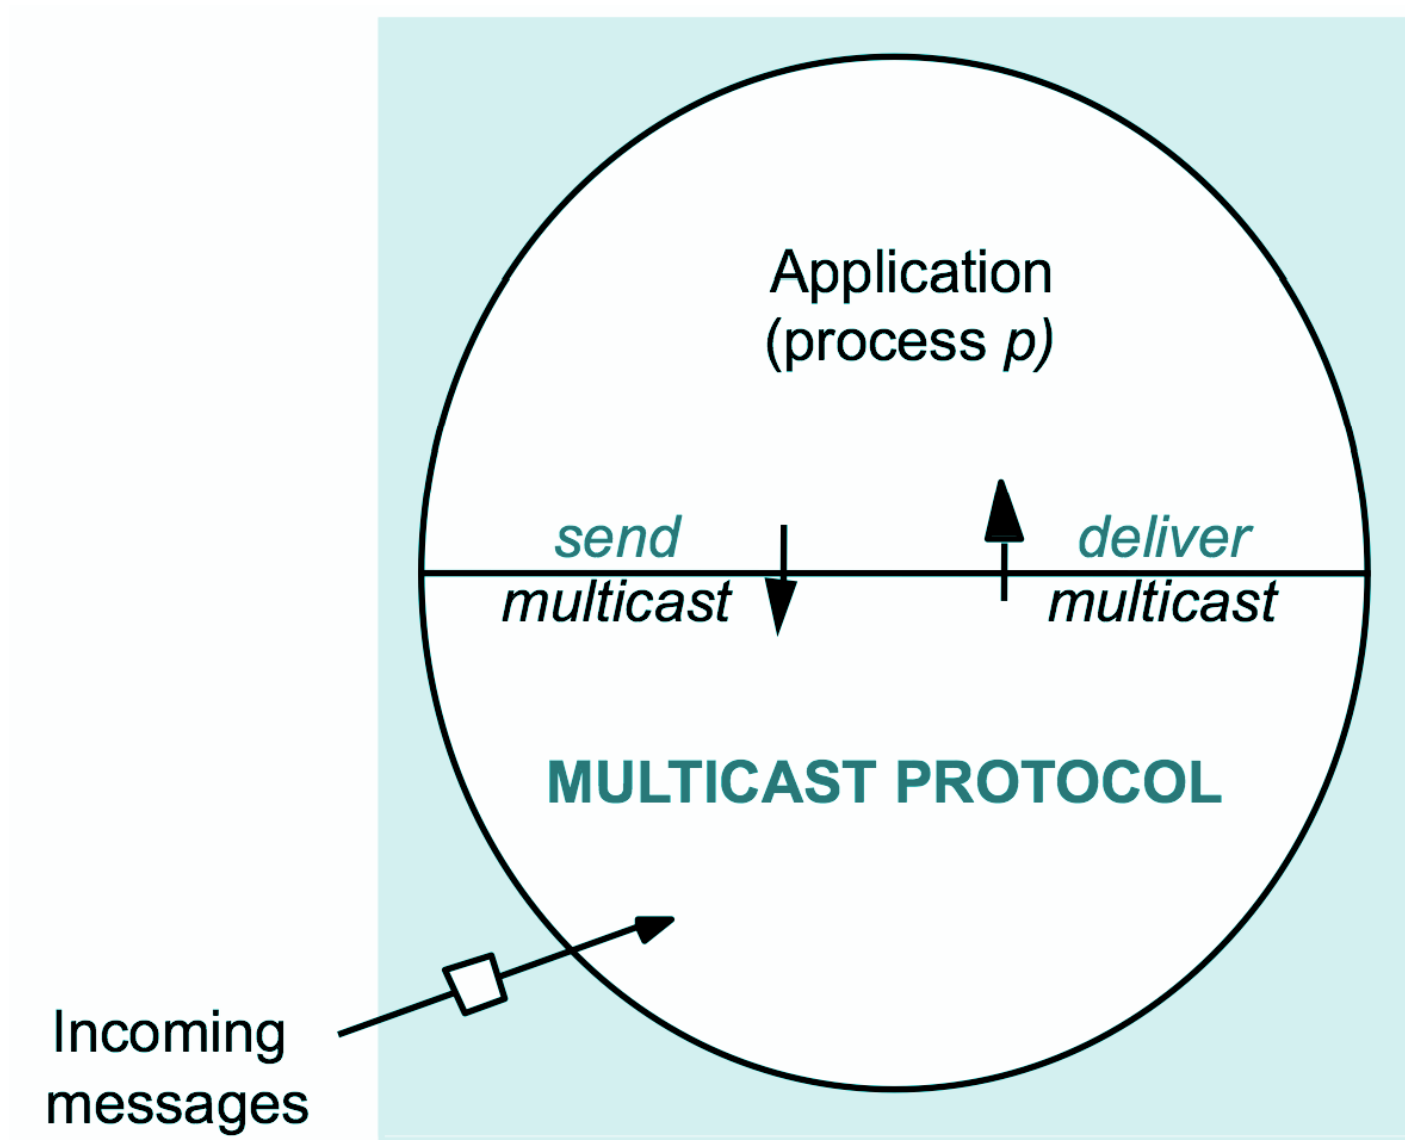 Application
(process p)
send
deliver
multicast
multicast
MULTICAST PROTOCOL
Incoming
messages